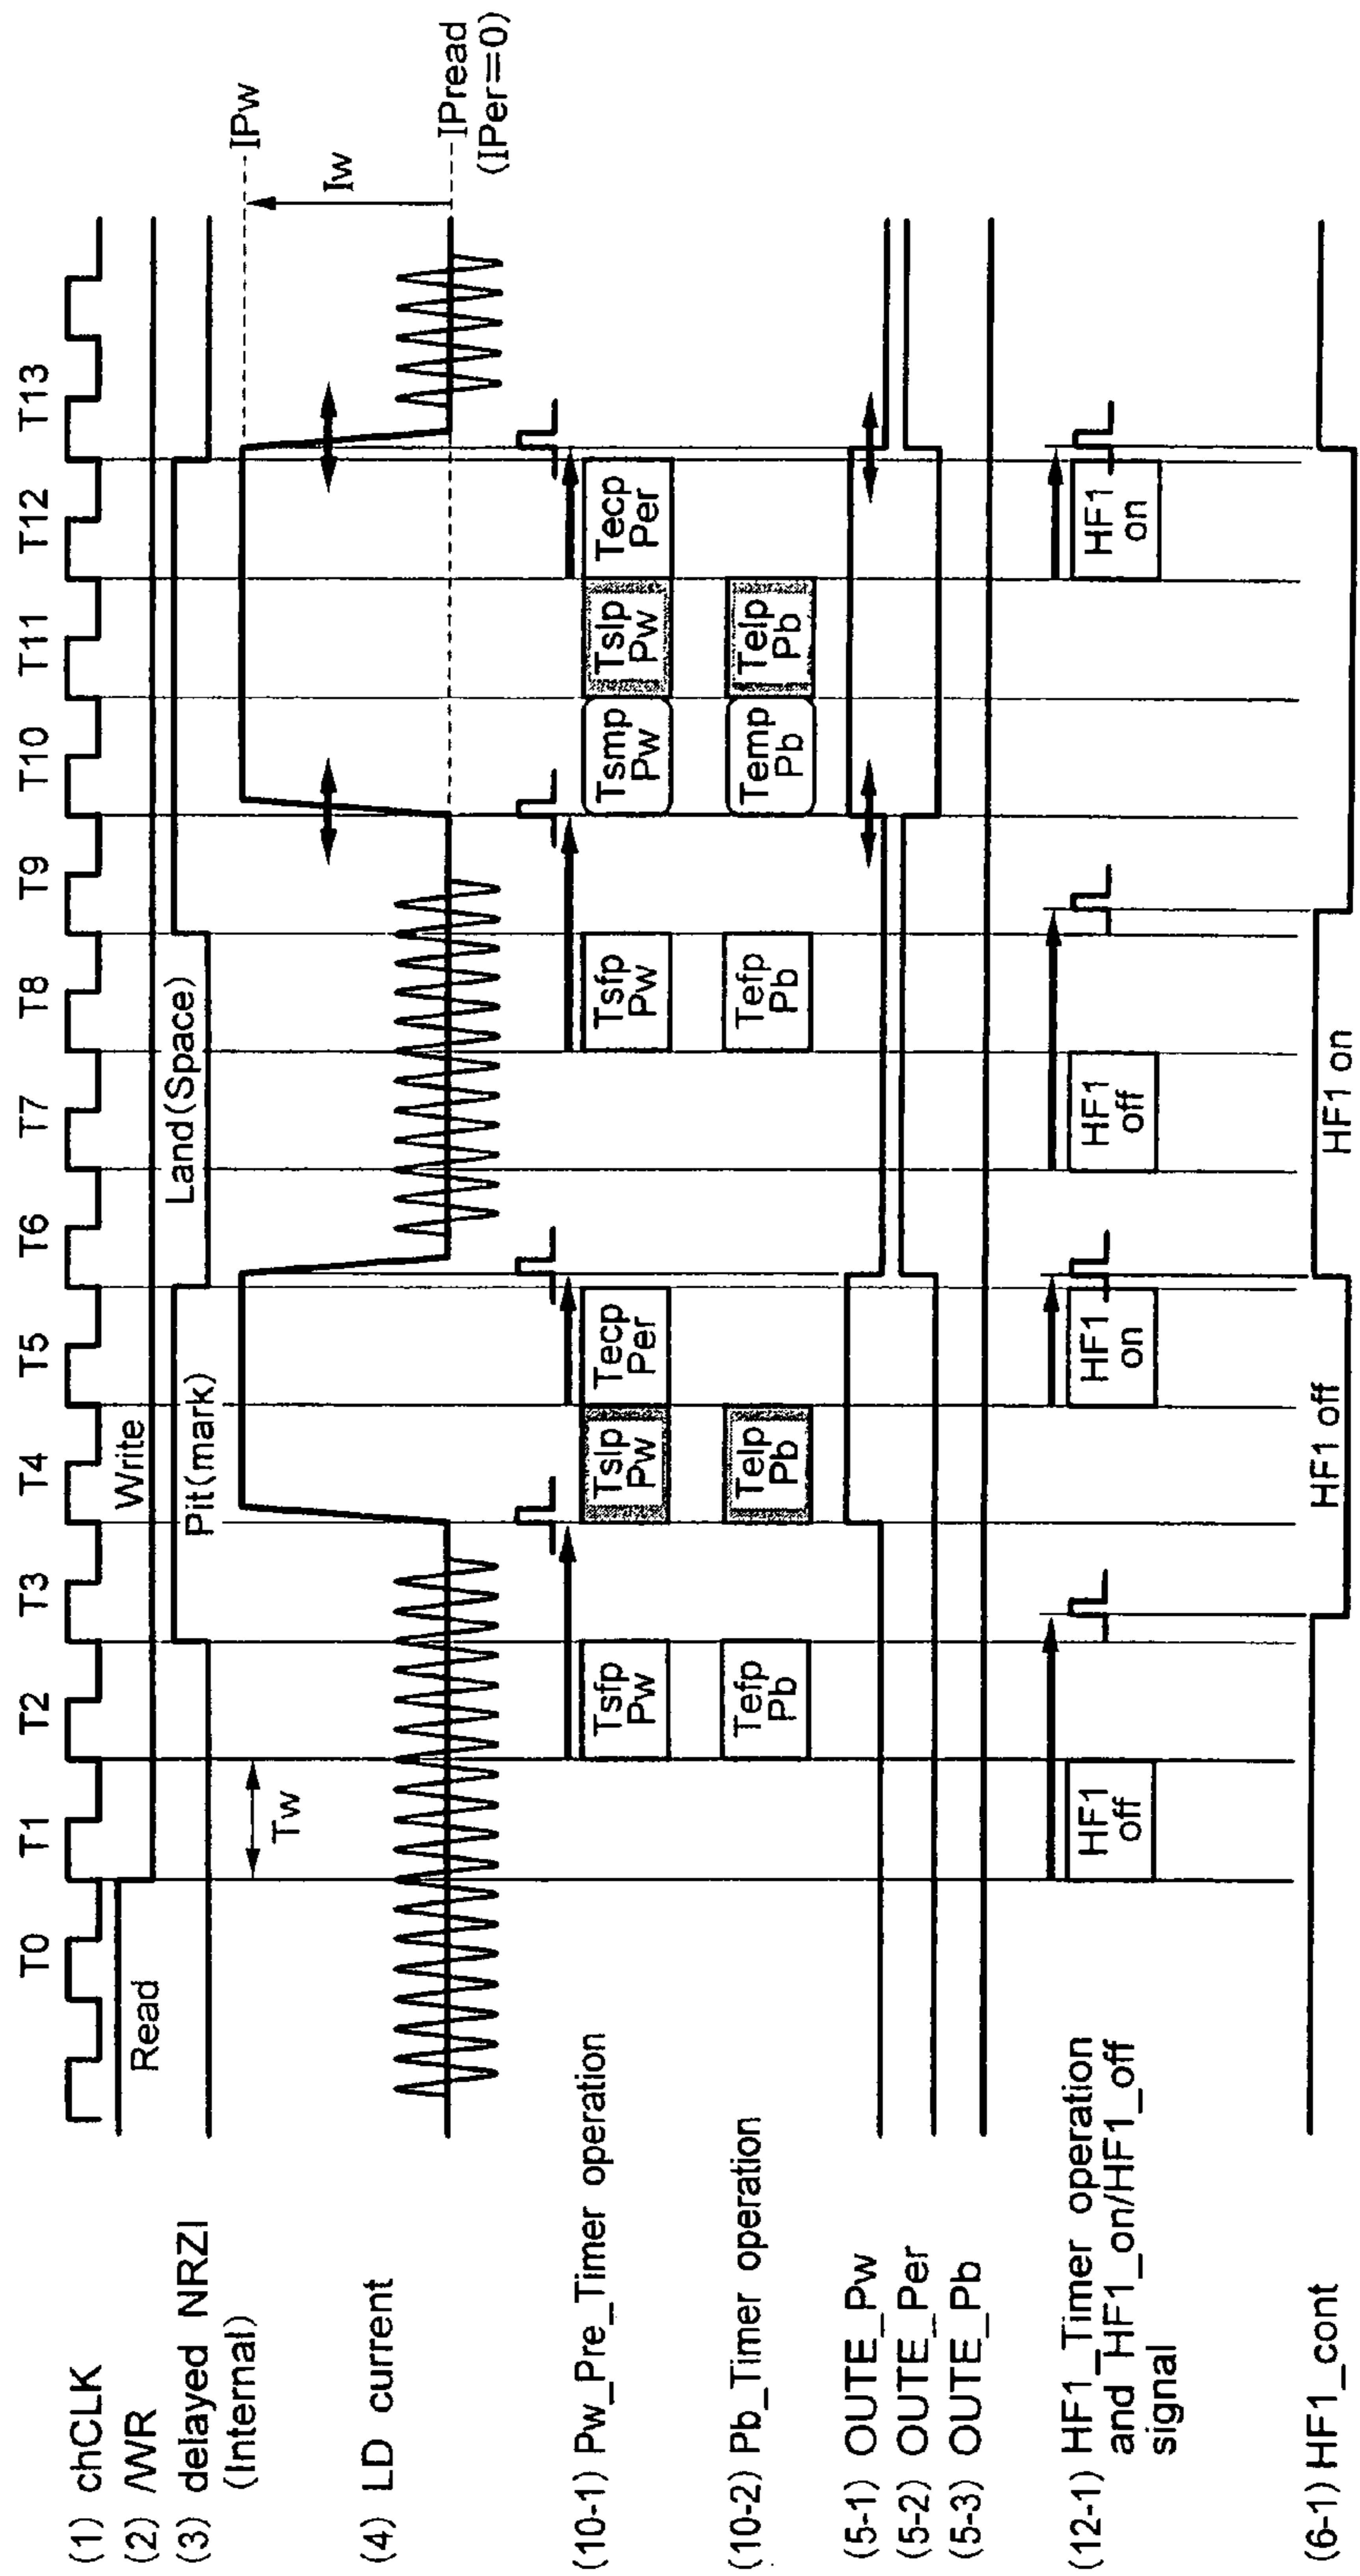 T0 T1 T2 T3 T4 T5 T6 T7 T8 T9 T10 T11 T12 T13
(1) chCLK
(2) /WR
Read
Write
(3) delayed NRZI
(Internal)
Pit(mark)
Land(Space)
Tw
IPw
Iw
IPread
(IPer=0)
(4) LD current
(10-1) Pw_Pre_Timer operation
Tsfp
Pw
Tslp
Pw
Tecp
Per
Tsfp
Pw
Tsmp
Pw
Tslp
Pw
Tecp
Per
(10-2) Pb_Timer operation
Tefp
Pb
Telp
Pb
Tefp
Pb
Temp
Pb
Telp
Pb
(5-1) OUTE_Pw
(5-2) OUTE_Per
(5-3) OUTE_Pb
(12-1) HF1_Timer operation
and HF1_on/HF1_off
signal
HF1
off
HF1
on
HF1
off
HF1
on
(6-1) HF1_cont
HF1 off
HF1 on